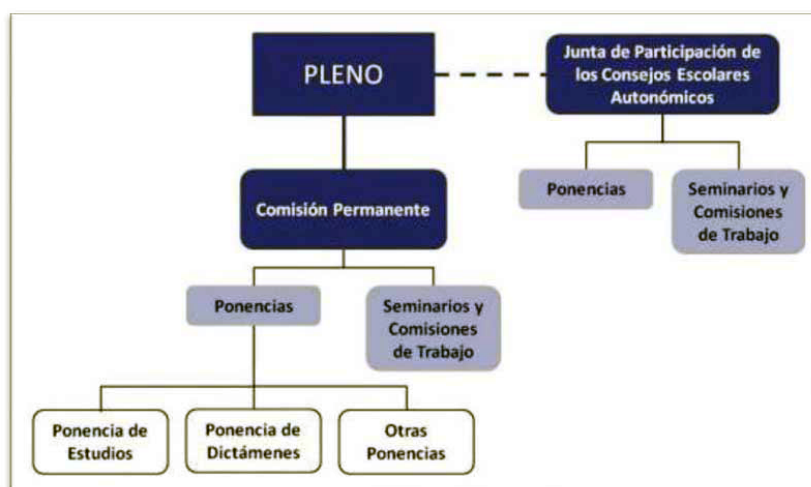 PLENO
Junta de Participación de
los Consejos Escolares
Autonómicos
Comisión Permanente
Ponencias
Seminarios y
Comisiones
de Trabajo
Ponencias
Seminarios y
Comisiones
de Trabajo
Ponencia de
Estudios
Ponencia de
Dictámenes
Otras
Ponencias